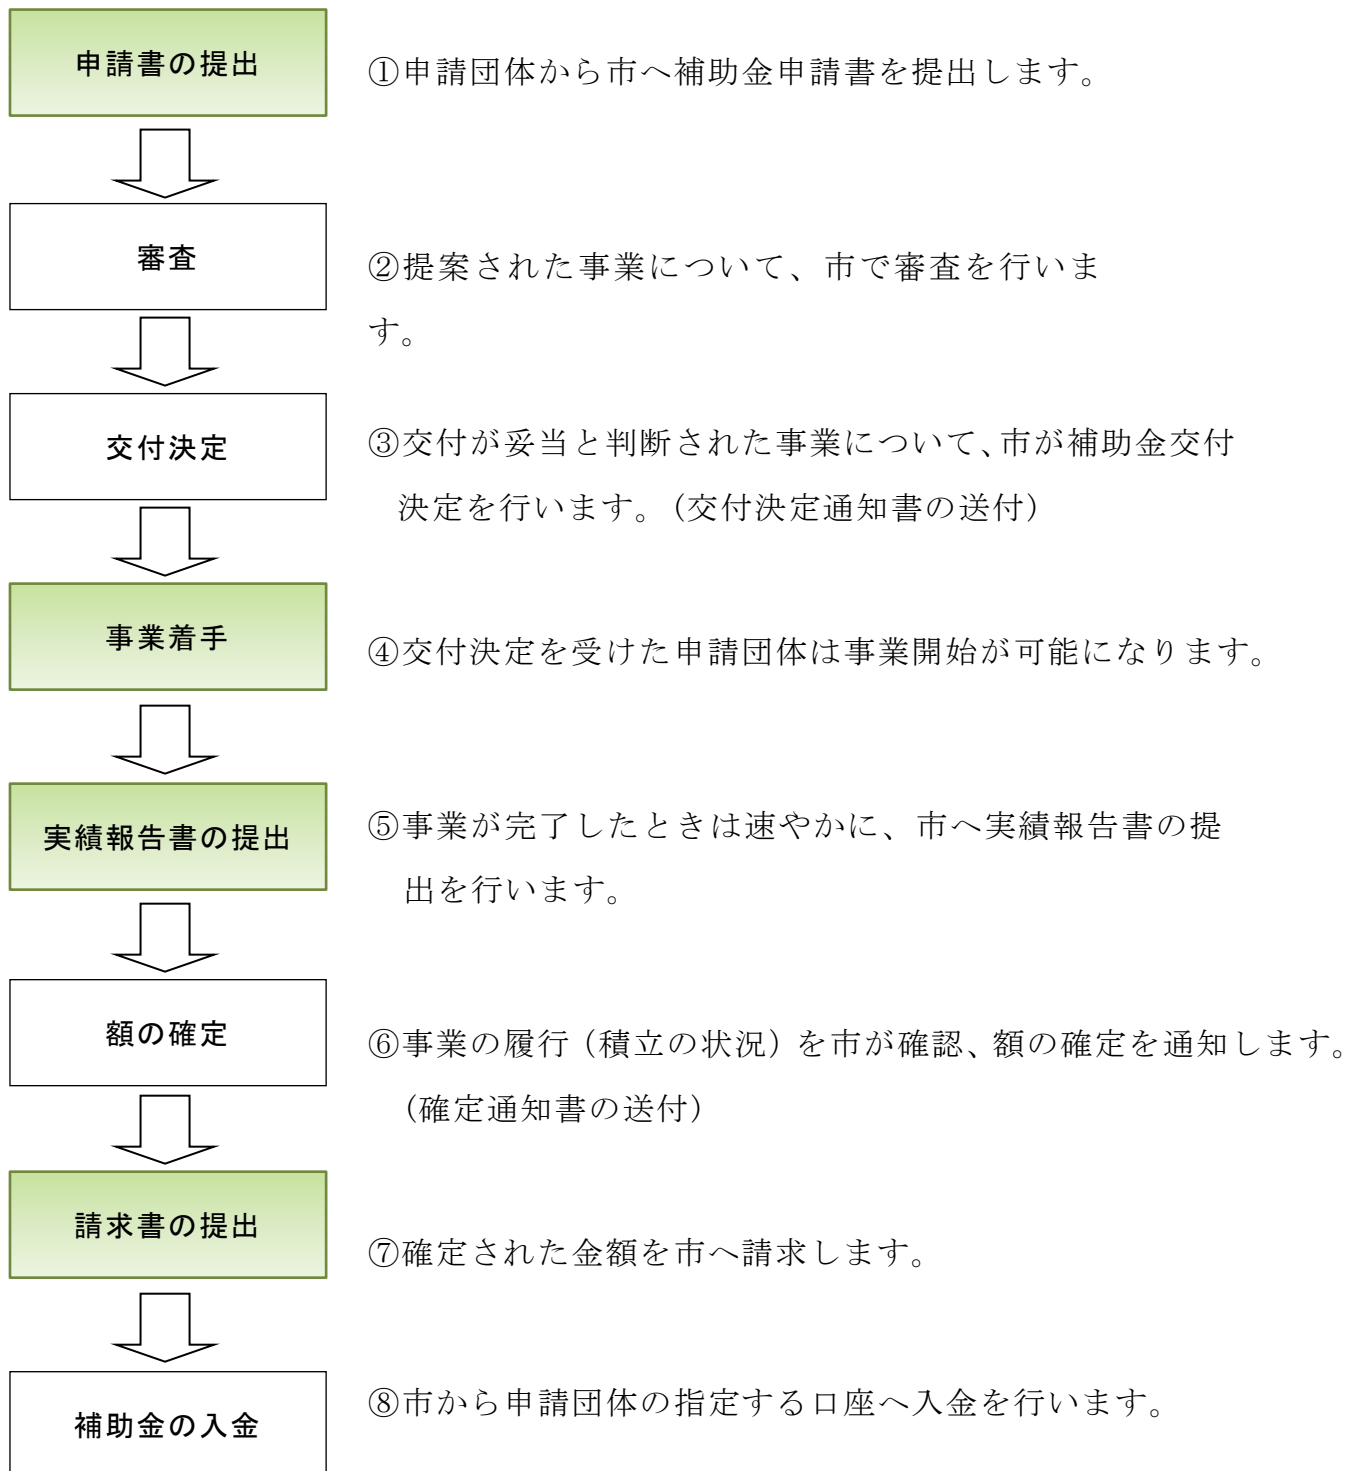 申請書の提出
①申請団体から市へ補助金申請書を提出します。
審査
②提案された事業について、市で審査を行いま
す。
交付決定
③交付が妥当と判断された事業について、市が補助金交付
決定を行います。(交付決定通知書の送付)
事業着手
④交付決定を受けた申請団体は事業開始が可能になります。
実績報告書の提出
⑤事業が完了したときは速やかに、市へ実績報告書の提
出を行います。
額の確定
⑥事業の履行(積立の状況)を市が確認、額の確定を通知します。
(確定通知書の送付)
請求書の提出
⑦確定された金額を市へ請求します。
補助金の入金
⑧市から申請団体の指定する口座へ入金を行います。